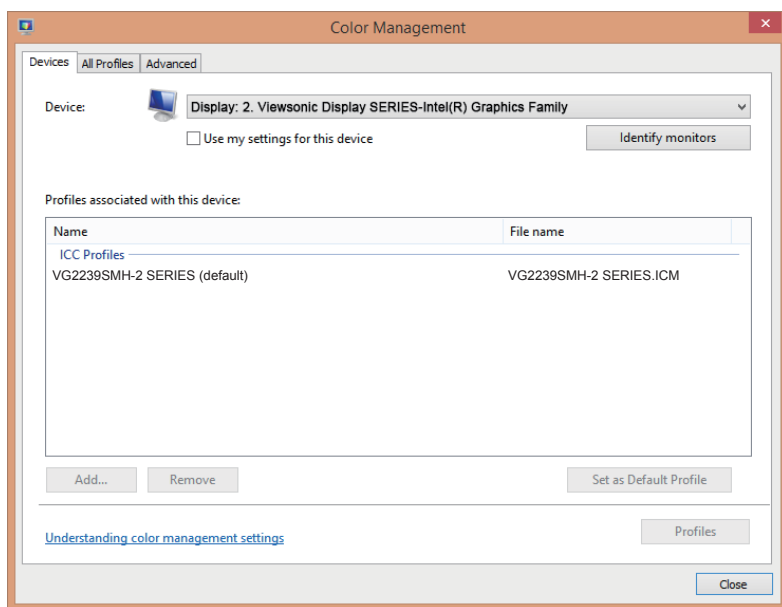 Color Management
Devices All Profiles Advanced
Device: Display: 2. Viewsonic Display SERIES-Intel(R) Graphics Family
Use my settings for this device Identify monitors
Profiles associated with this device:
Name File name
ICC Profiles
VG2239SMH-2 SERIES (default) VG2239SMH-2 SERIES.ICM
Add... Remove Set as Default Profile
Understanding color management settings Profiles
Close